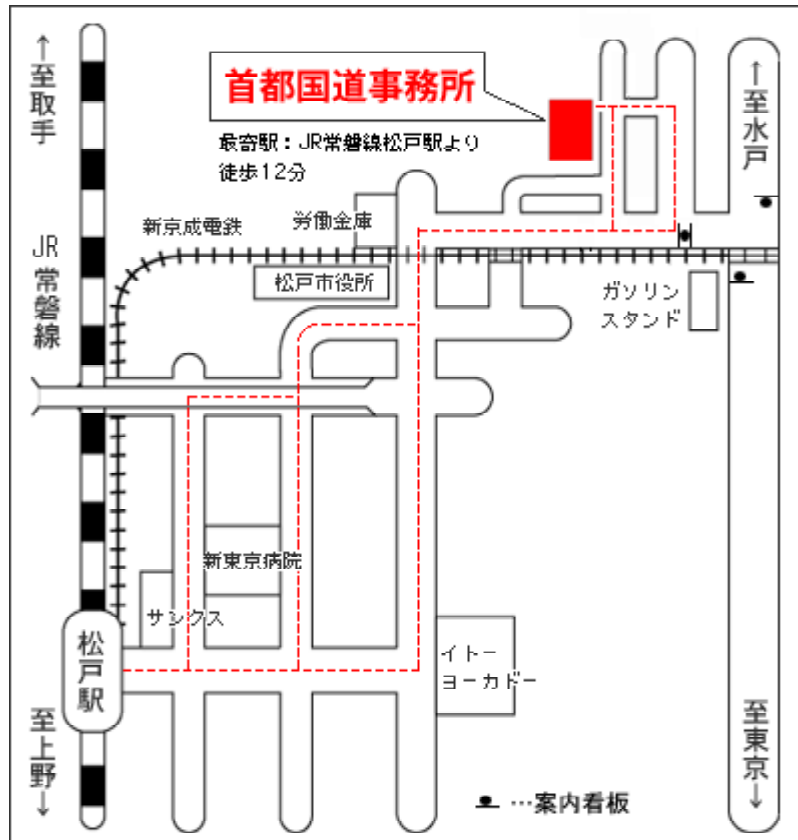 ↑至取手
首都国道事務所
最寄駅：JR常磐線松戸駅より
徒歩12分
↑至水戸
新京成電鉄
労働金庫
JR常磐線
松戸市役所
ガソリン
スタンド
新東京病院
サンクス
松戸駅
イトー
ヨーカドー
至上野↓
至東京↓
…案内看板